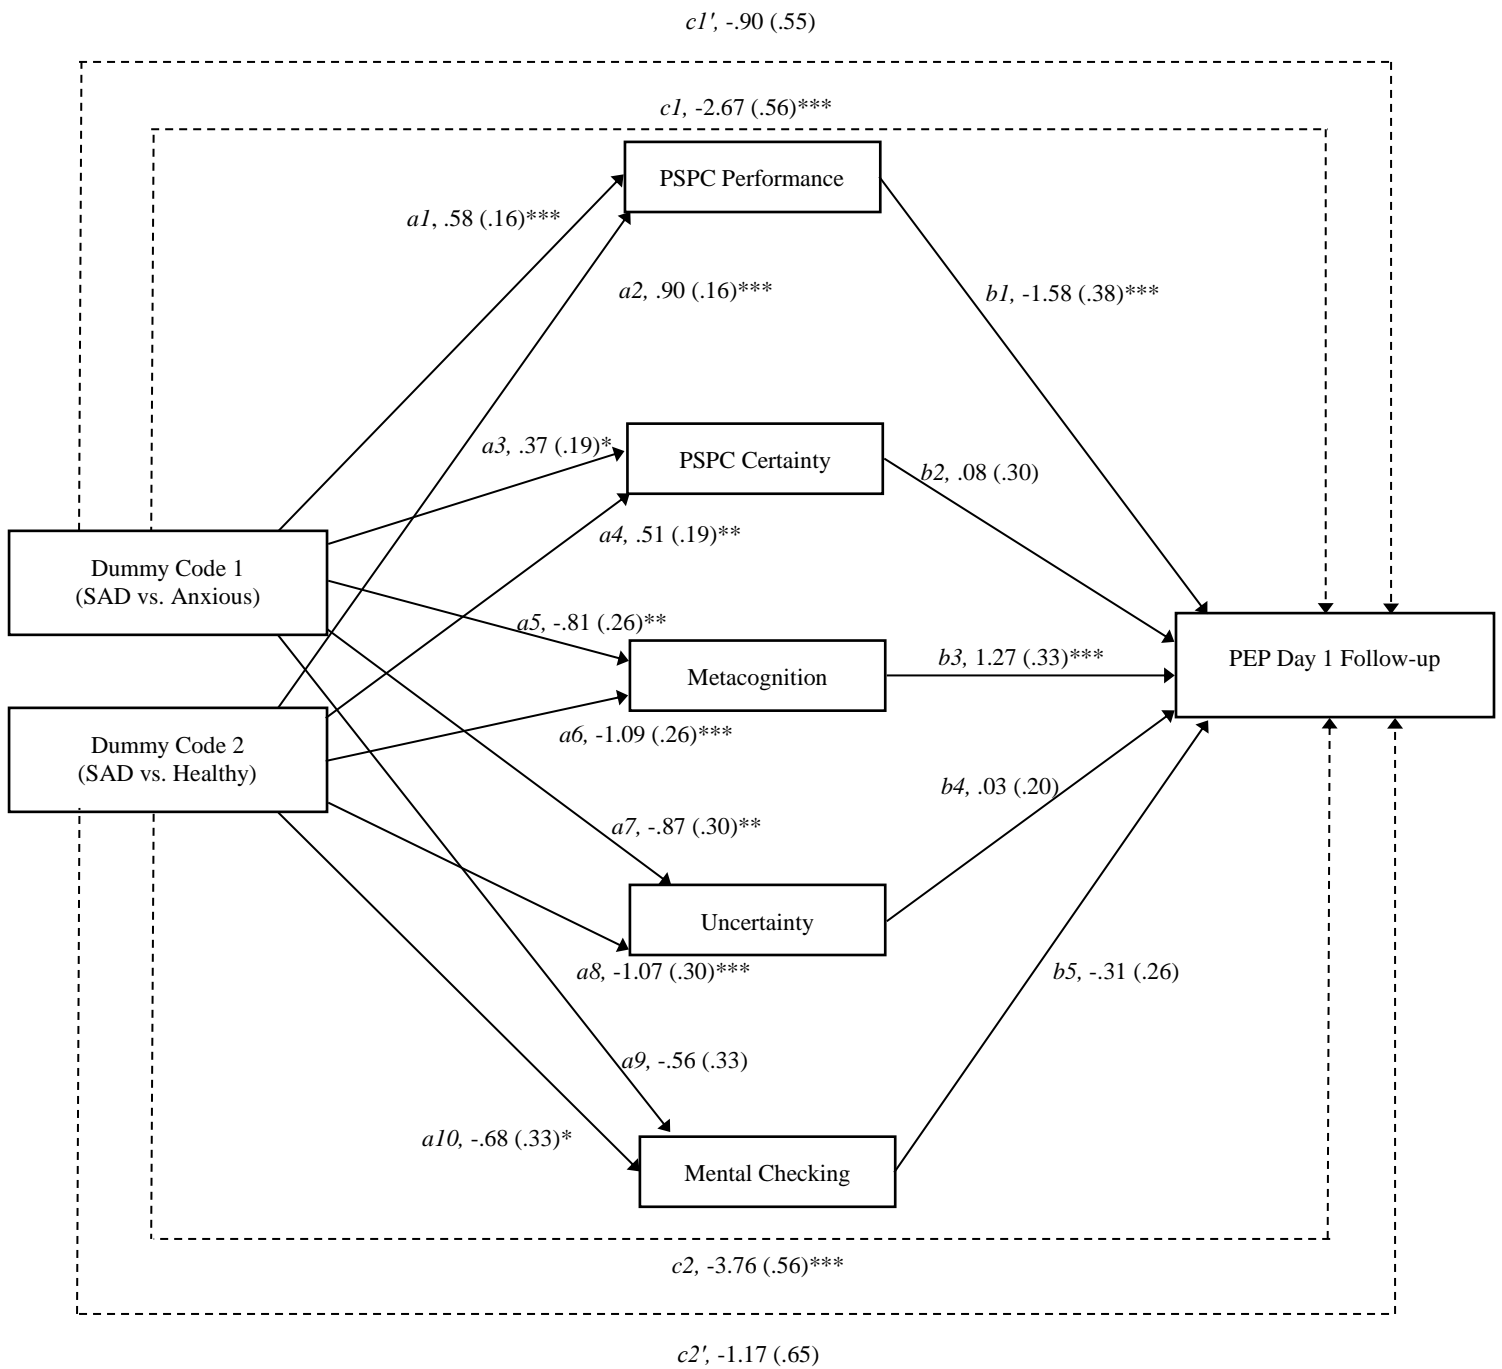 c1', -.90 (.55)
c1, -2.67 (.56)***
PSPC Performance
a1, .58 (.16)***
a2, .90 (.16)***
b1, -1.58 (.38)***
a3, .37 (.19)*
PSPC Certainty
b2, .08 (.30)
a4, .51 (.19)**
Dummy Code 1
(SAD vs. Anxious)
a5, -.81 (.26)**
Metacognition
b3, 1.27 (.33)***
PEP Day 1 Follow-up
a6, -1.09 (.26)***
Dummy Code 2
(SAD vs. Healthy)
b4, .03 (.20)
a7, -.87 (.30)**
Uncertainty
a8, -1.07 (.30)***
b5, -.31 (.26)
a9, -.56 (.33)
a10, -.68 (.33)*
Mental Checking
c2, -3.76 (.56)***
c2', -1.17 (.65)